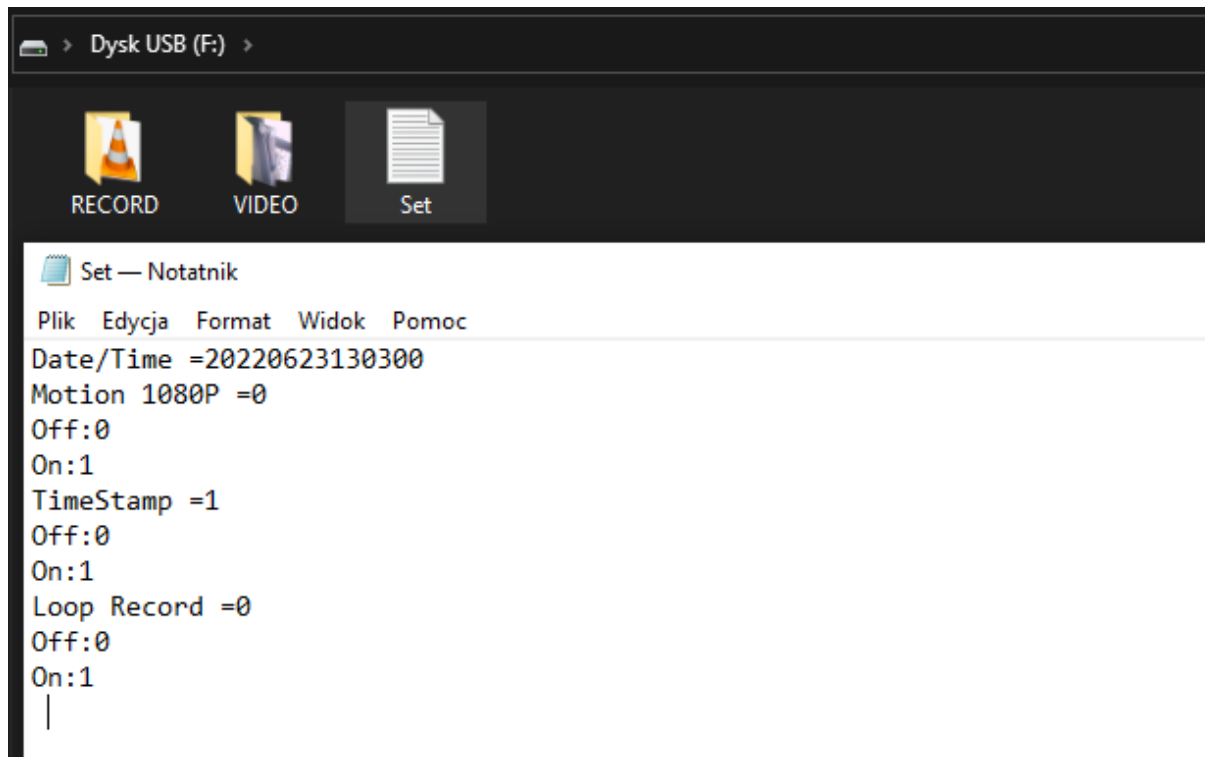 > Dysk USB (F:) >
RECORD VIDEO Set
Set — Notatnik
Plik Edycja Format Widok Pomoc
Date/Time =20220623130300
Motion 1080P =0
Off:0
On:1
TimeStamp =1
Off:0
On:1
Loop Record =0
Off:0
On:1